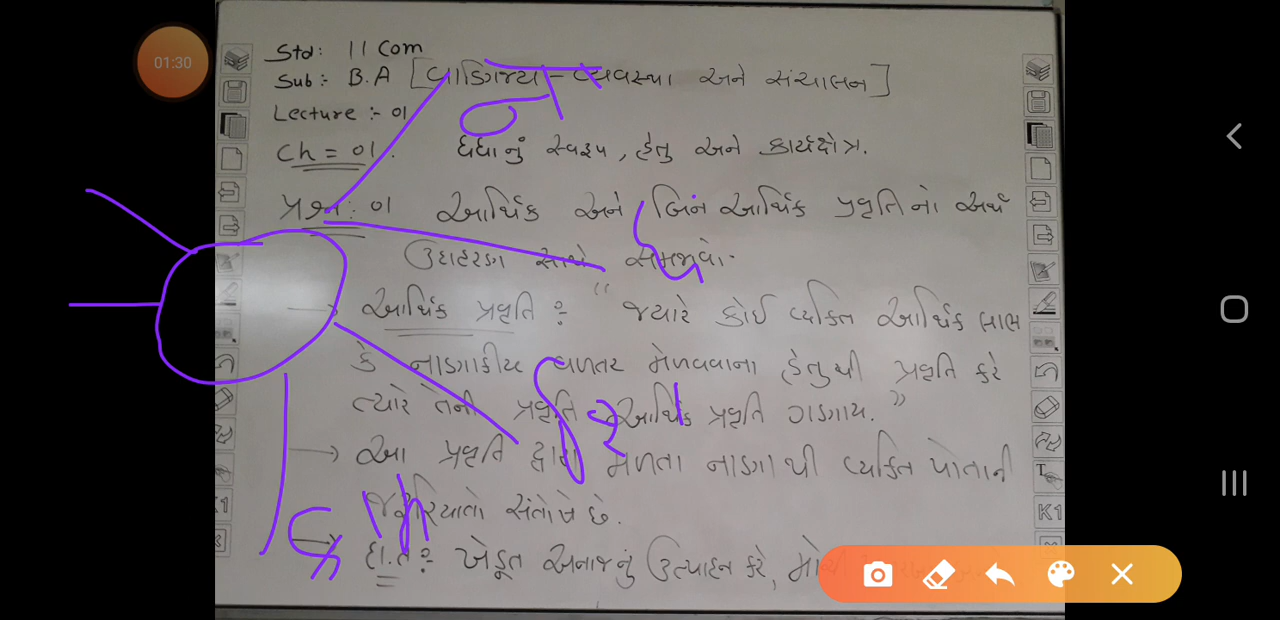 01:30
Std: 11 Com
Sub: B.A [વાણિજ્ય-વ્યવસ્થા અને સંચાલન]
Lecture :- 01
Ch = 01. ધંધાનું સ્વરૂપ, હેતુ અને કાર્યક્ષેત્ર.
પ્રશ્ન: 01 આર્થિક અને બિન આર્થિક પ્રવૃતિનો અર્થ
ઉદાહરણ સાથે સમજાવો.
→ આર્થિક પ્રવૃતિ : "જ્યારે કોઈ વ્યકિત આર્થિક લાભ
કે નાણાકીય વળતર મેળવવાના હેતુથી પ્રવૃતિ કરે
ત્યારે તેની પ્રવૃતિ આર્થિક પ્રવૃતિ ગણાય."
→ આ પ્રવૃતિ દ્વારા મળતા નાણાથી વ્યકિત પોતાની
જરૂરિયાતો સંતોષે છે.
→ દા.ત : ખેડૂત અનાજનું ઉત્પાદન કરે, મોચી
T
K1
K1